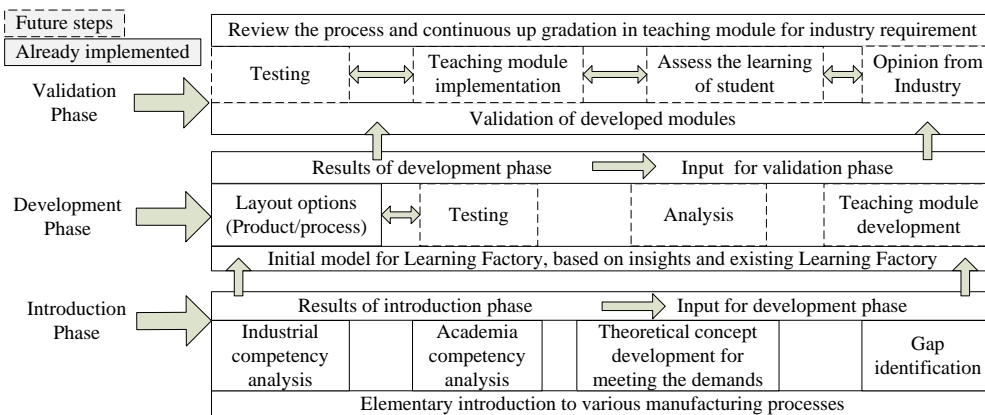 Future steps
Already implemented
Review the process and continuous up gradation in teaching module for industry requirement
Validation
Phase
Testing
Teaching module
implementation
Assess the learning
of student
Opinion from
Industry
Validation of developed modules
Results of development phase
Input for validation phase
Development
Phase
Layout options
(Product/process)
Testing
Analysis
Teaching module
development
Initial model for Learning Factory, based on insights and existing Learning Factory
Introduction
Phase
Results of introduction phase
Input for development phase
Industrial
competency
analysis
Academia
competency
analysis
Theoretical concept
development for
meeting the demands
Gap
identification
Elementary introduction to various manufacturing processes